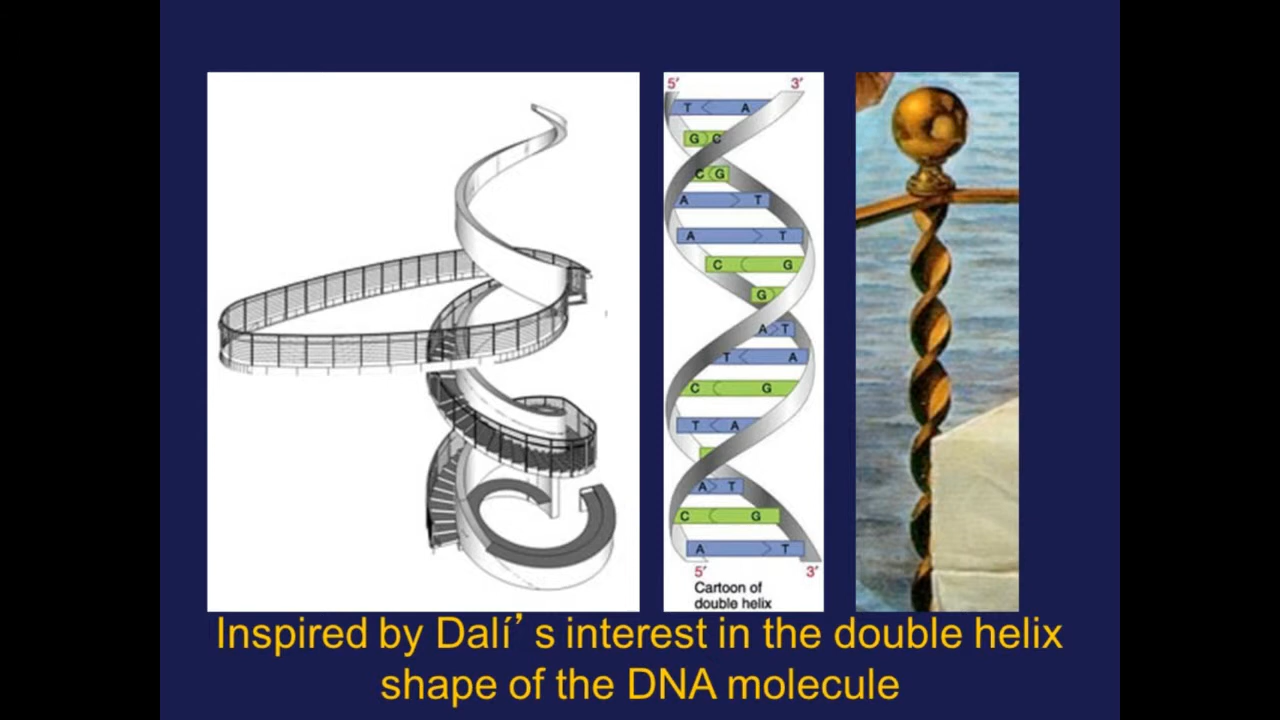 5’ 3’
T A
G C
C G
A T
A T
C G
G
A T
T A
C G
T A
A T
C G
A T
5’ 3’
Cartoon of
double helix
Inspired by Dalí’s interest in the double helix
shape of the DNA molecule